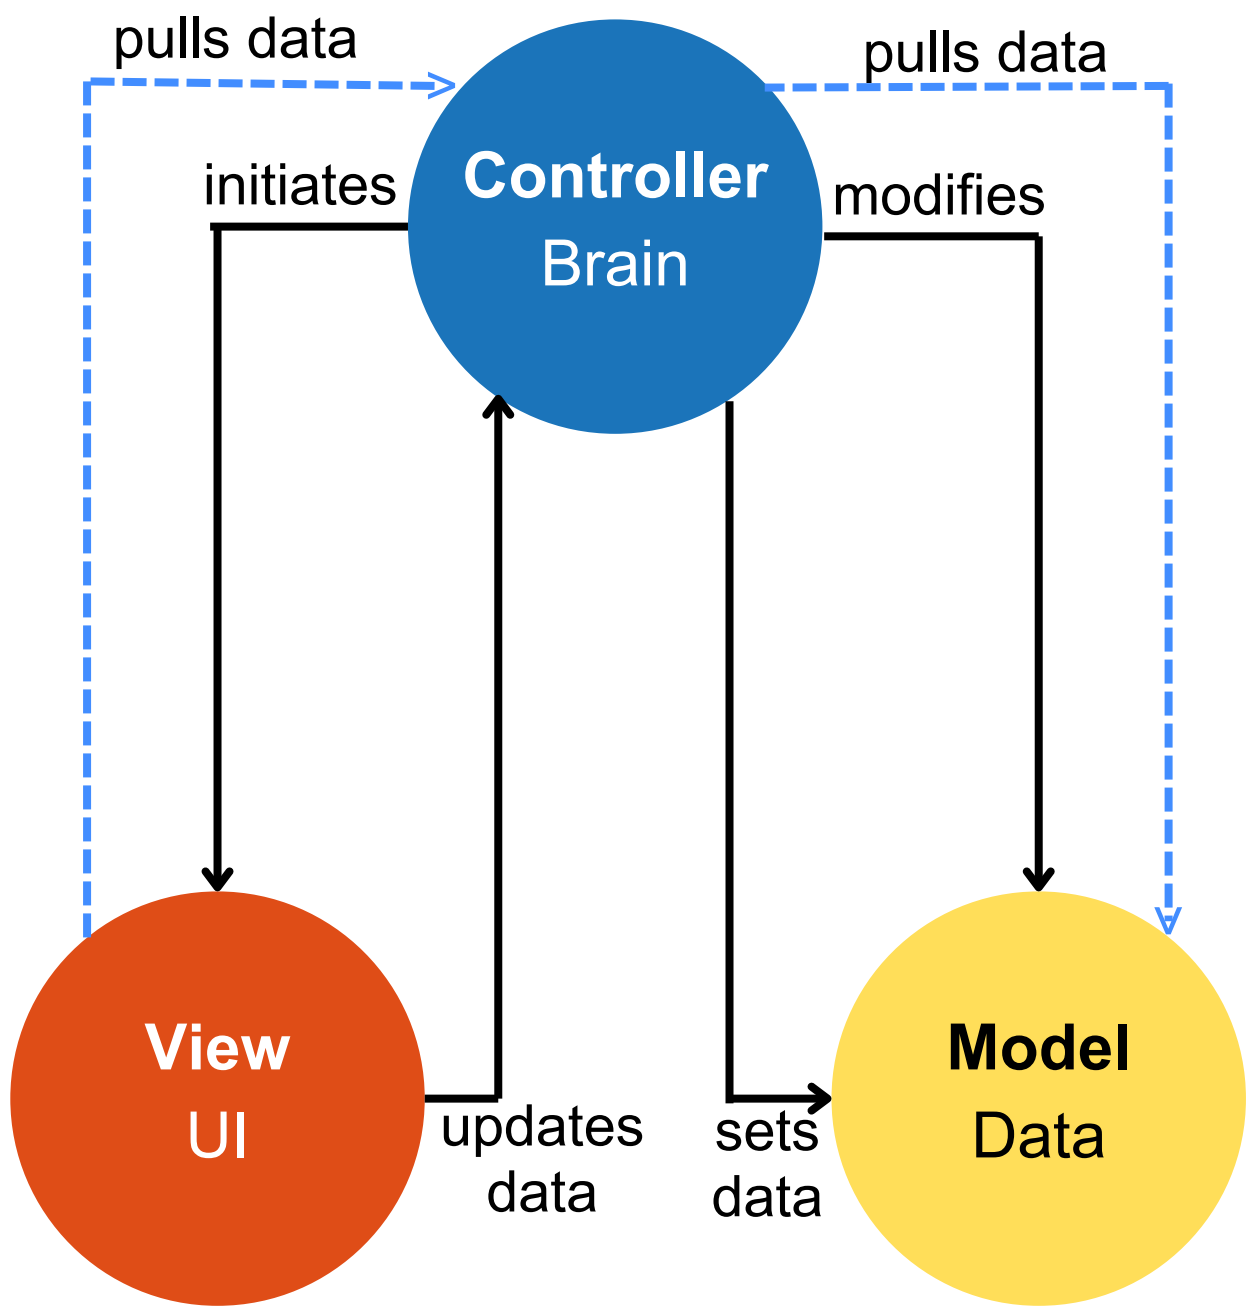 pulls data
pulls data
initiates
Controller
Brain
modifies
View
UI
updates
data
sets
data
Model
Data